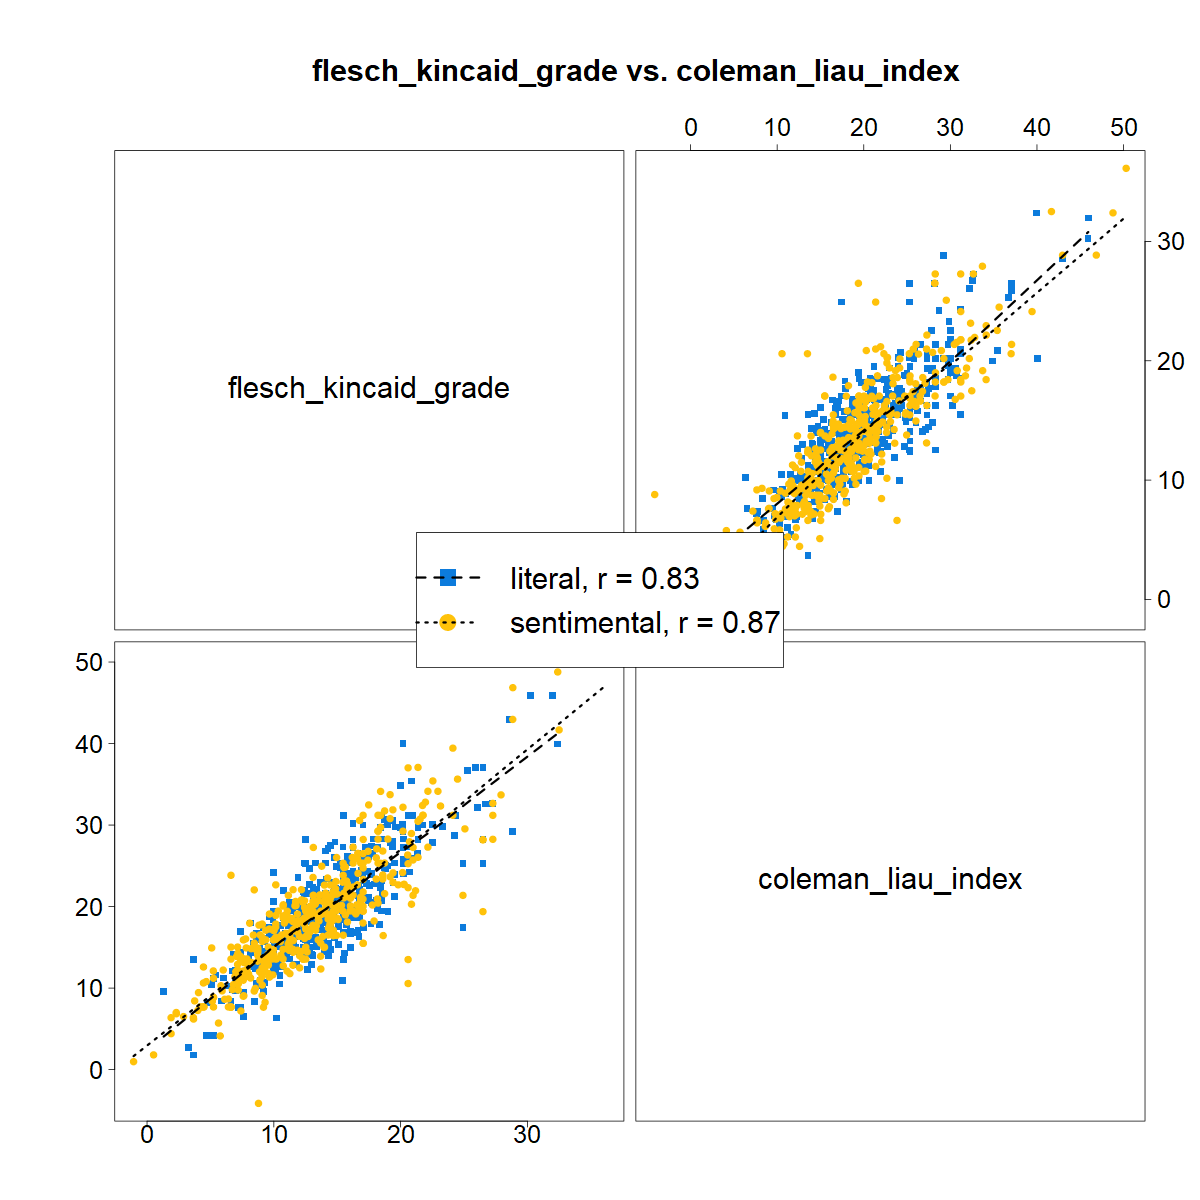 flesch_kincaid_grade vs. coleman_liau_index
0 10 20 30 40 50
flesch_kincaid_grade
30
20
10
0
literal, r = 0.83
sentimental, r = 0.87
50
40
30
20
10
0
coleman_liau_index
0 10 20 30